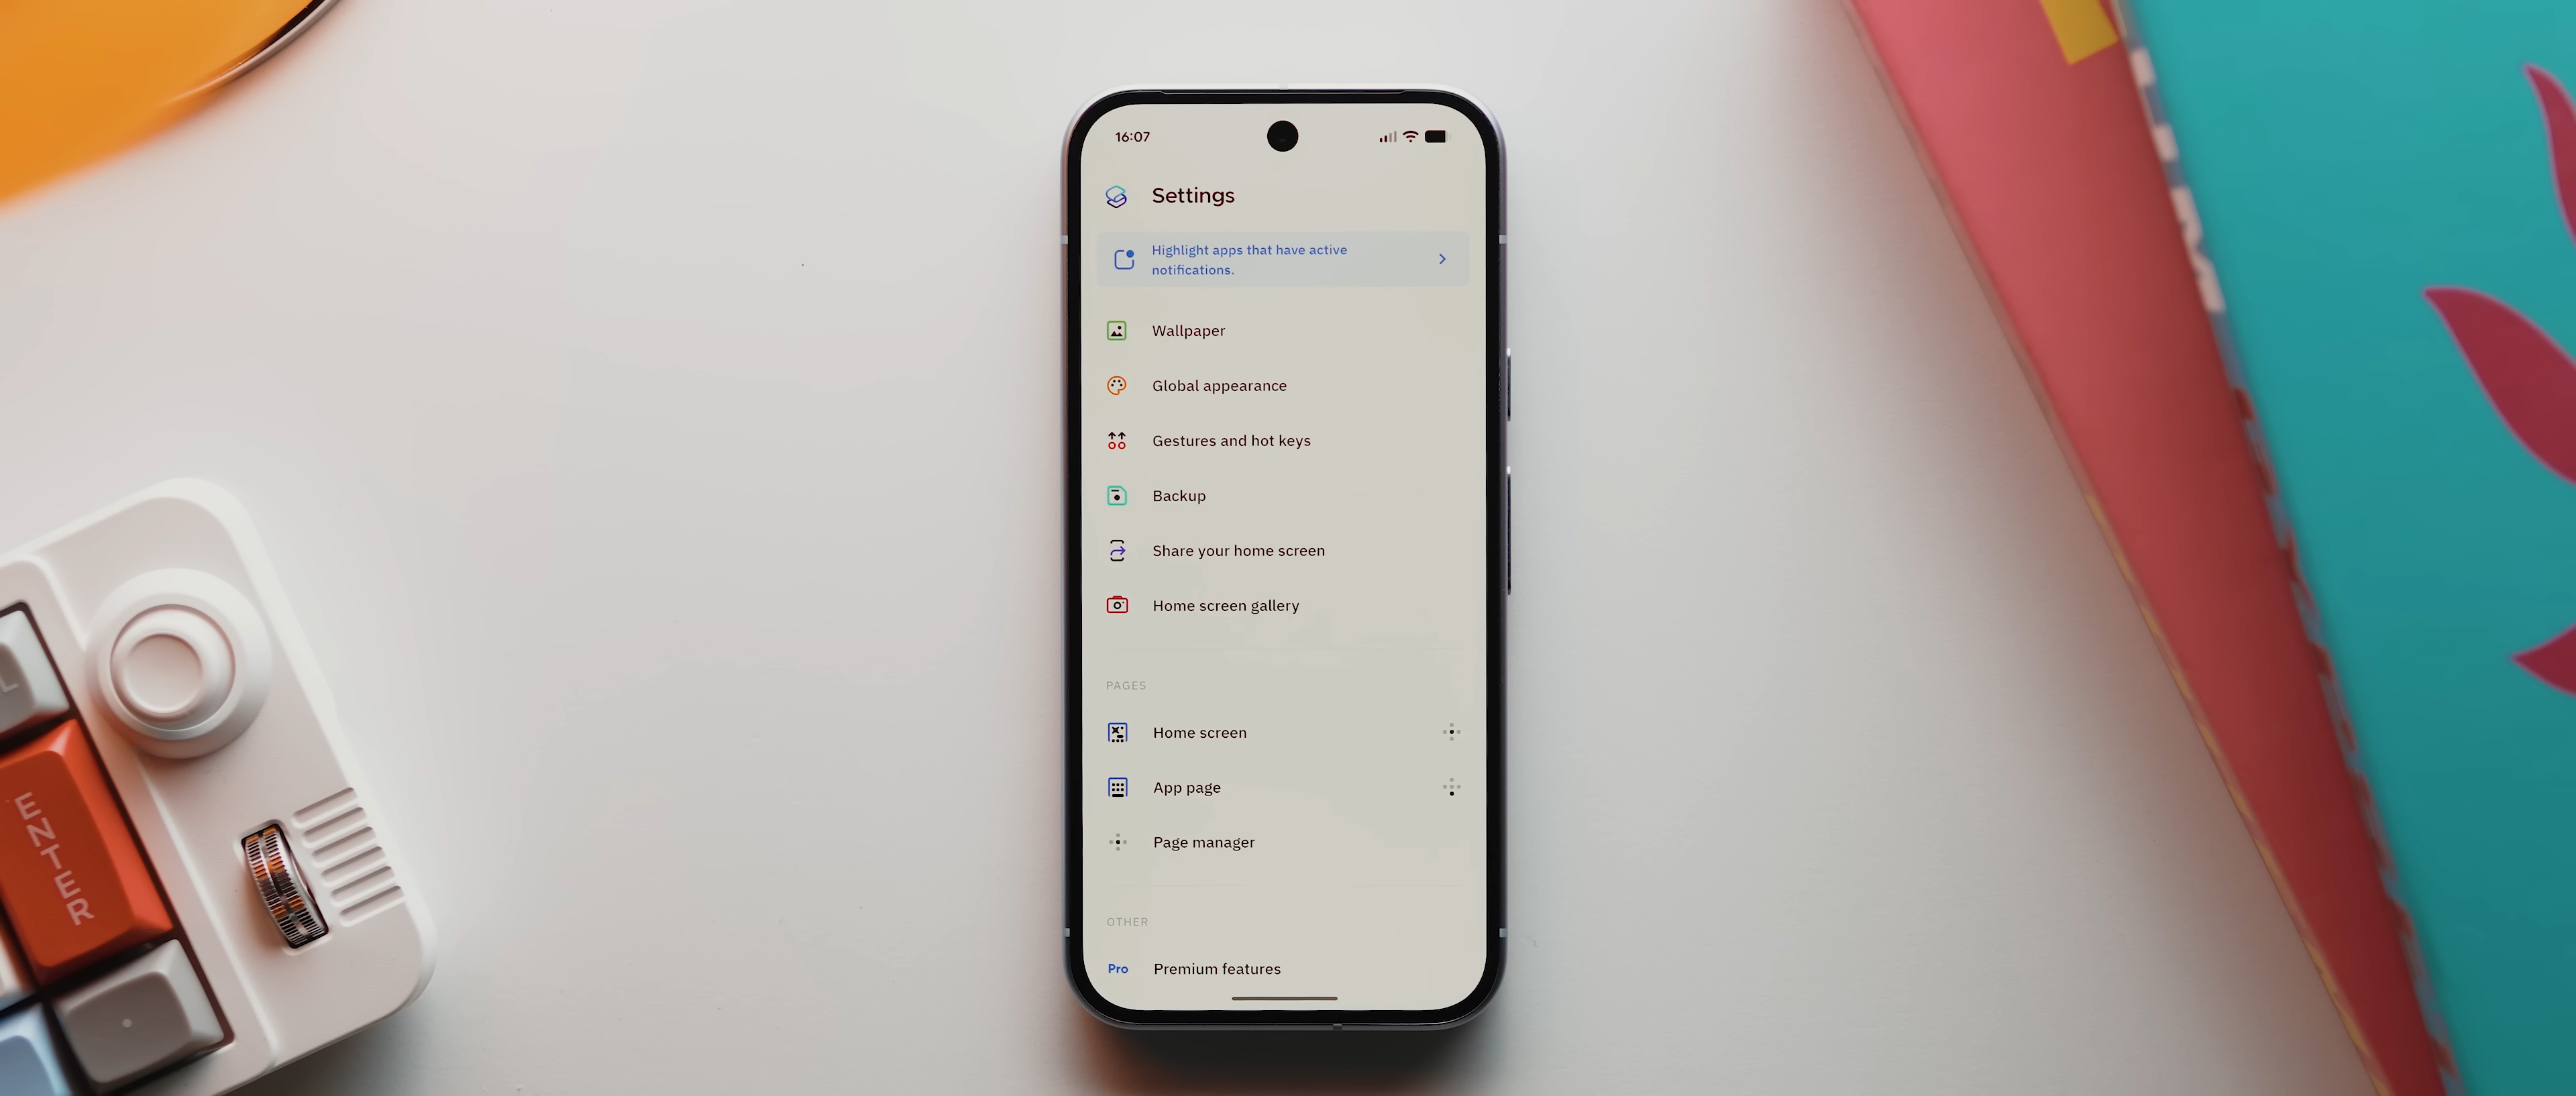 16:07
Settings
Highlight apps that have active
notifications.
Wallpaper
Global appearance
Gestures and hot keys
Backup
Share your home screen
Home screen gallery
PAGES
Home screen
App page
Page manager
OTHER
Pro Premium features
ENTER